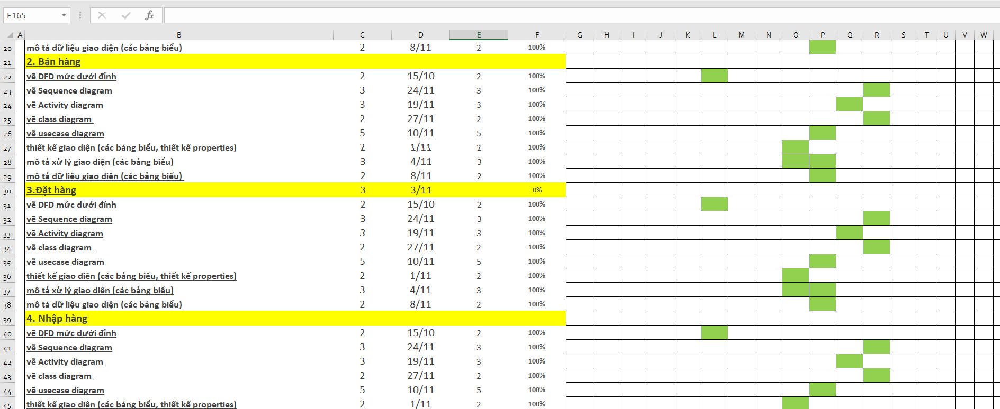 E165 fx
A B C D E F G H I J K L M N O P Q R S T U V W
20 mô tả dữ liệu giao diện (các bảng biểu) 2 8/11 2 100%
21 2. Bán hàng
22 vẽ DFD mức dưới đỉnh 2 15/10 2 100%
23 vẽ Sequence diagram 3 24/11 3 100%
24 vẽ Activity diagram 3 19/11 3 100%
25 vẽ class diagram 2 27/11 2 100%
26 vẽ usecase diagram 5 10/11 5 100%
27 thiết kế giao diện (các bảng biểu, thiết kế properties) 2 1/11 2 100%
28 mô tả xử lý giao diện (các bảng biểu) 3 4/11 3 100%
29 mô tả dữ liệu giao diện (các bảng biểu) 2 8/11 2 100%
30 3.Đặt hàng 3 3/11 0%
31 vẽ DFD mức dưới đỉnh 2 15/10 2 100%
32 vẽ Sequence diagram 3 24/11 3 100%
33 vẽ Activity diagram 3 19/11 3 100%
34 vẽ class diagram 2 27/11 2 100%
35 vẽ usecase diagram 5 10/11 5 100%
36 thiết kế giao diện (các bảng biểu, thiết kế properties) 2 1/11 2 100%
37 mô tả xử lý giao diện (các bảng biểu) 3 4/11 3 100%
38 mô tả dữ liệu giao diện (các bảng biểu) 2 8/11 2 100%
39 4. Nhập hàng
40 vẽ DFD mức dưới đỉnh 2 15/10 2 100%
41 vẽ Sequence diagram 3 24/11 3 100%
42 vẽ Activity diagram 3 19/11 3 100%
43 vẽ class diagram 2 27/11 2 100%
44 vẽ usecase diagram 5 10/11 5 100%
45 thiết kế giao diện (các bảng biểu, thiết kế properties) 2 1/11 2 100%